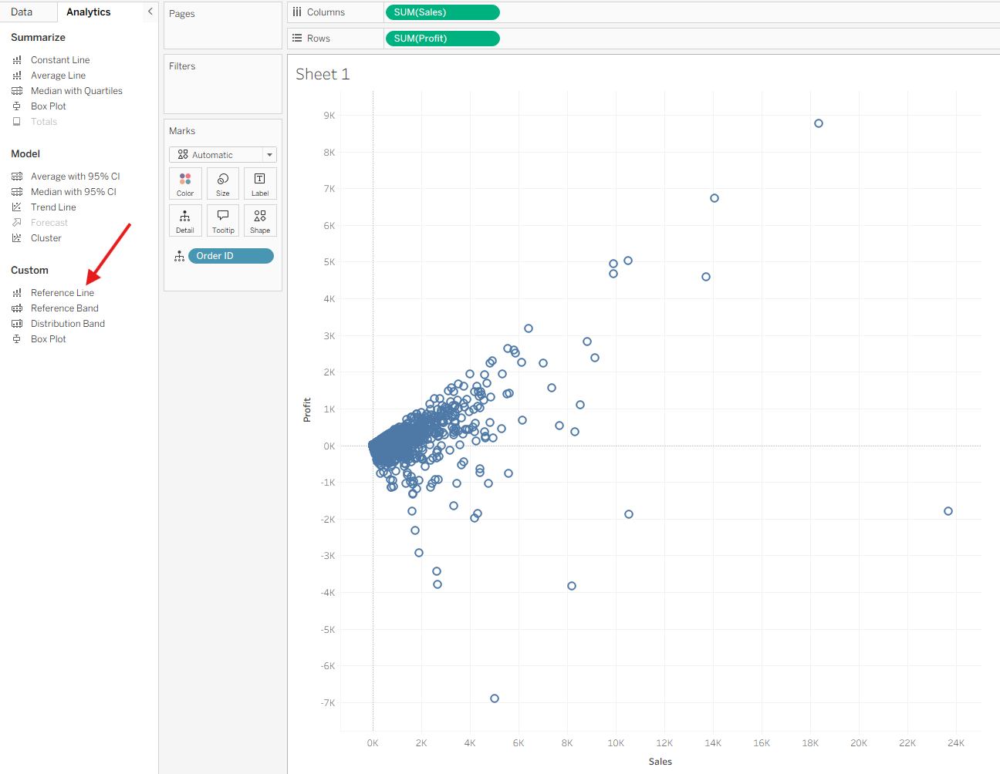 Data
Analytics
Summarize
Constant Line
Average Line
Median with Quartiles
Box Plot
Totals
Model
Average with 95% CI
Median with 95% CI
Trend Line
Forecast
Cluster
Custom
Reference Line
Reference Band
Distribution Band
Box Plot
Pages
Filters
Marks
Automatic
Color
Size
Label
Detail
Tooltip
Shape
Order ID
Columns
SUM(Sales)
Rows
SUM(Profit)
Sheet 1
9K
8K
7K
6K
5K
4K
3K
2K
1K
0K
-1K
-2K
-3K
-4K
-5K
-6K
-7K
Profit
0K 2K 4K 6K 8K 10K 12K 14K 16K 18K 20K 22K 24K
Sales